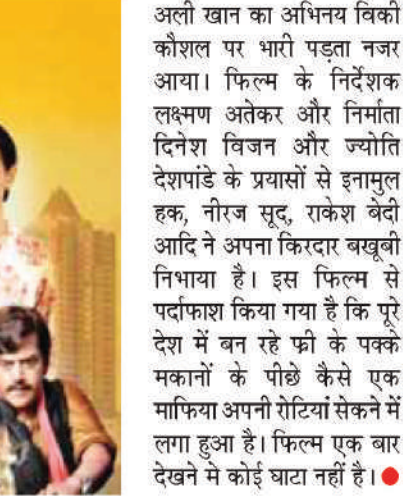 अली खान का अभिनय विकी
कौशल पर भारी पड़ता नजर
आया। फिल्म के निर्देशक
लक्ष्मण अतेकर और निर्माता
दिनेश विजन और ज्योति
देशपांडे के प्रयासों से इनामुल
हक, नीरज सूद, राकेश बेदी
आदि ने अपना किरदार बखूबी
निभाया है। इस फिल्म से
पर्दाफाश किया गया है कि पूरे
देश में बन रहे फ्री के पक्के
मकानों के पीछे कैसे एक
माफिया अपनी रोटियां सेकने में
लगा हुआ है। फिल्म एक बार
देखने मे कोई घाटा नहीं है।